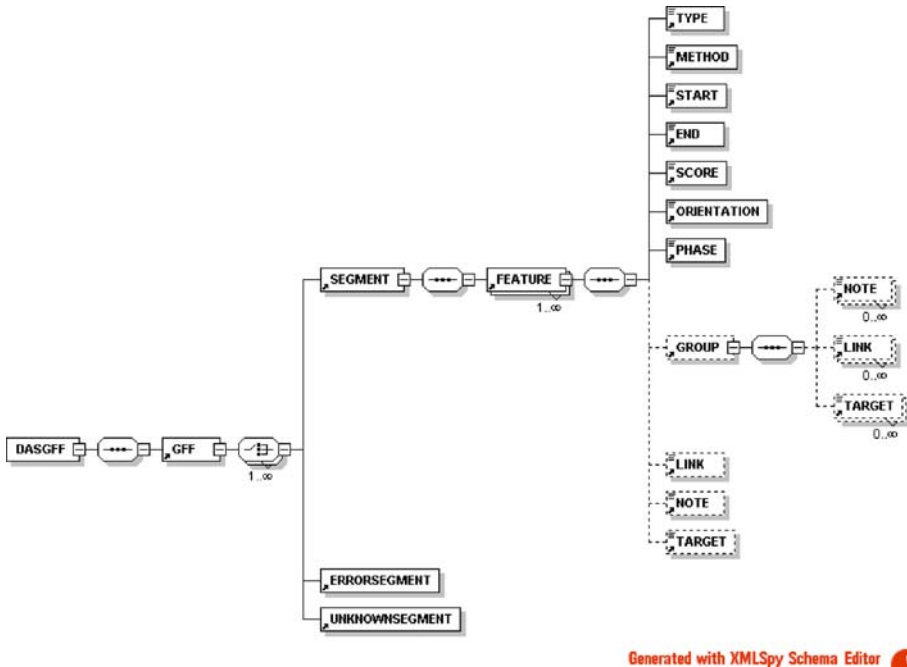 TYPE
METHOD
START
END
SCORE
ORIENTATION
PHASE
SEGMENT
FEATURE
1..∞
GROUP
NOTE
0..∞
LINK
0..∞
TARGET
0..∞
DASGFF
GFF
1..∞
LINK
NOTE
TARGET
ERRORSEGMENT
UNKNOWNSEGMENT
Generated with XMLSpy Schema Editor